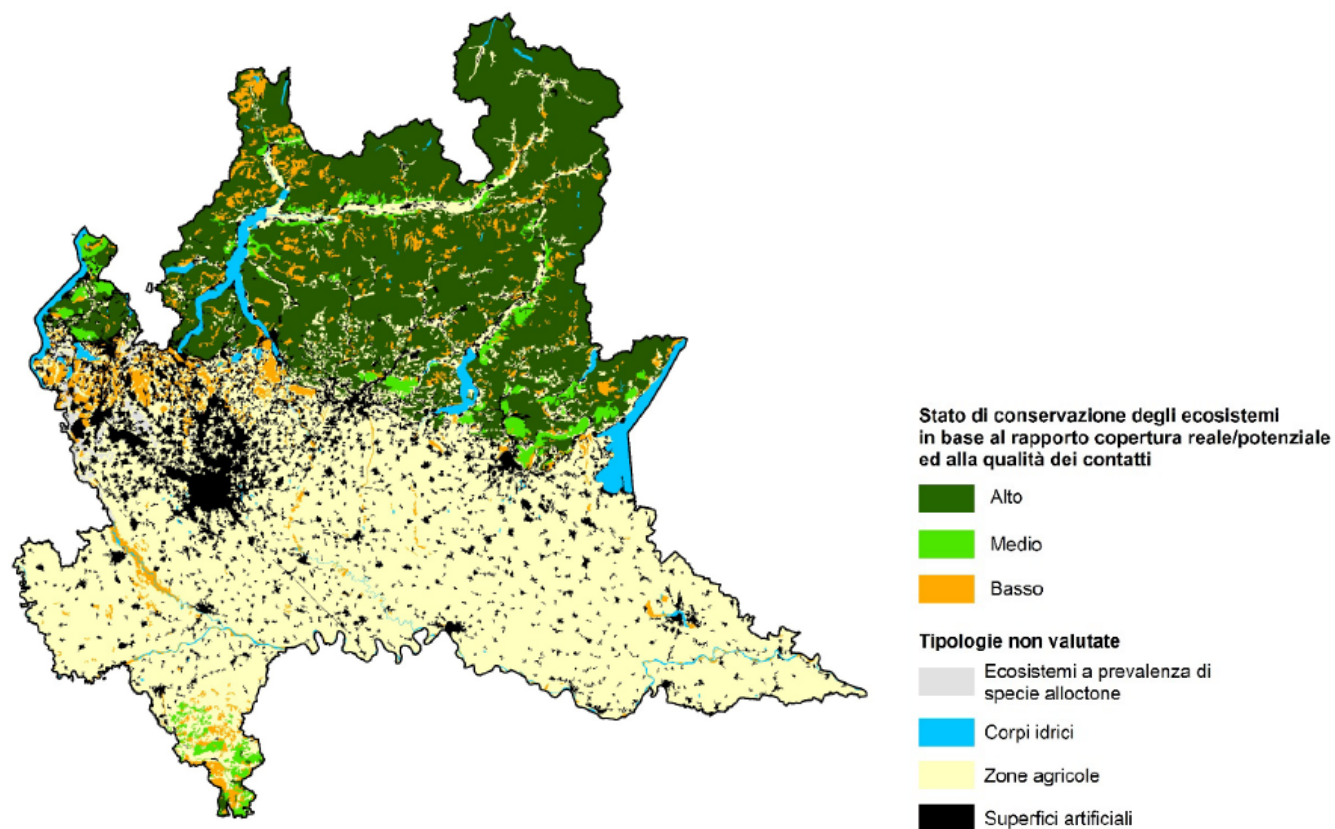 Stato di conservazione degli ecosistemi
in base al rapporto copertura reale/potenziale
ed alla qualità dei contatti
Alto
Medio
Basso
Tipologie non valutate
Ecosistemi a prevalenza di
specie alloctone
Corpi idrici
Zone agricole
Superfici artificiali